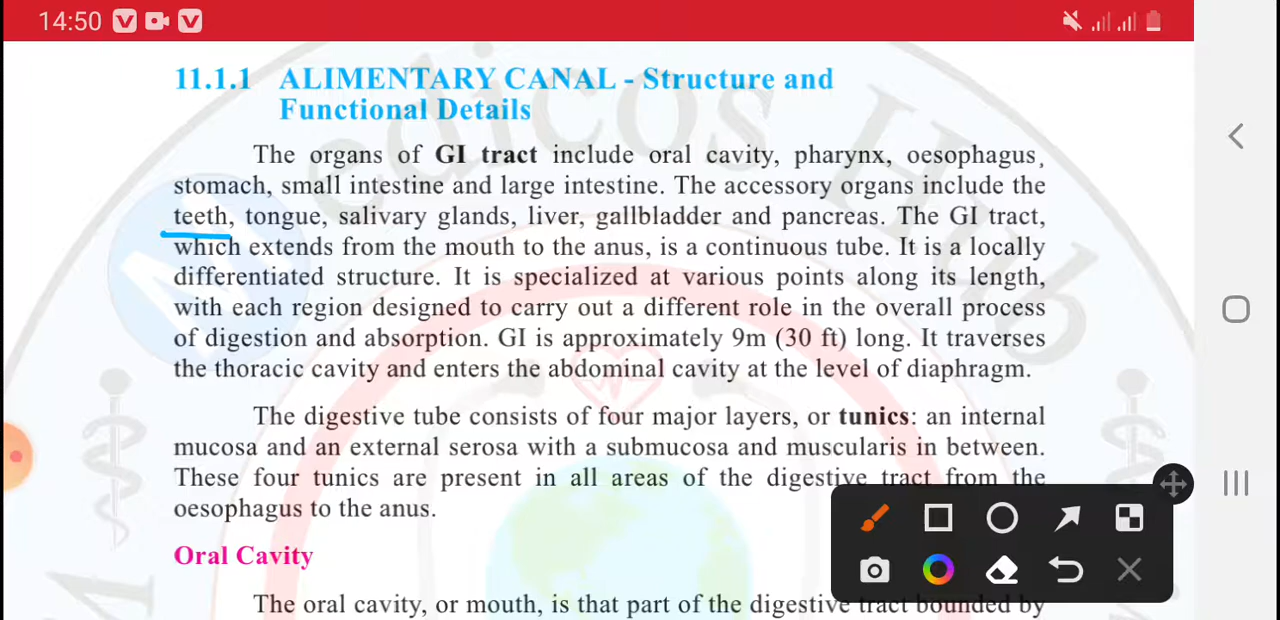 14:50
11.1.1 ALIMENTARY CANAL - Structure and
Functional Details
The organs of GI tract include oral cavity, pharynx, oesophagus,
stomach, small intestine and large intestine. The accessory organs include the
teeth, tongue, salivary glands, liver, gallbladder and pancreas. The GI tract,
which extends from the mouth to the anus, is a continuous tube. It is a locally
differentiated structure. It is specialized at various points along its length,
with each region designed to carry out a different role in the overall process
of digestion and absorption. GI is approximately 9m (30 ft) long. It traverses
the thoracic cavity and enters the abdominal cavity at the level of diaphragm.
The digestive tube consists of four major layers, or tunics: an internal
mucosa and an external serosa with a submucosa and muscularis in between.
These four tunics are present in all areas of the digestive tract from the
oesophagus to the anus.
Oral Cavity
The oral cavity, or mouth, is that part of the digestive tract bounded by
Medicos Hub